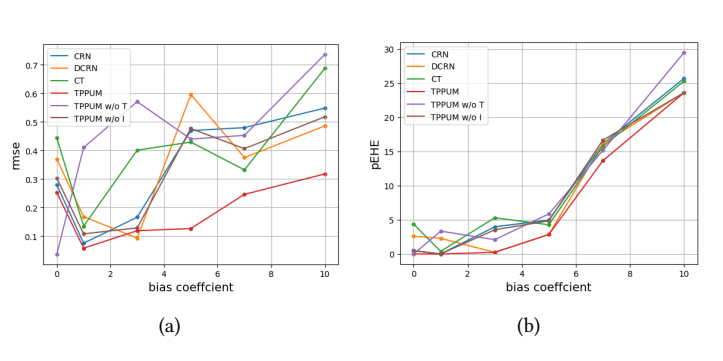 CRN
DCRN
CT
TPPUM
TPPUM w/o T
TPPUM w/o I
0.7
0.6
0.5
0.4
0.3
0.2
0.1
rmse
0 2 4 6 8 10
bias coeffcient
(a)
CRN
DCRN
CT
TPPUM
TPPUM w/o T
TPPUM w/o I
30
25
20
15
10
5
0
pEHE
0 2 4 6 8 10
bias coeffcient
(b)